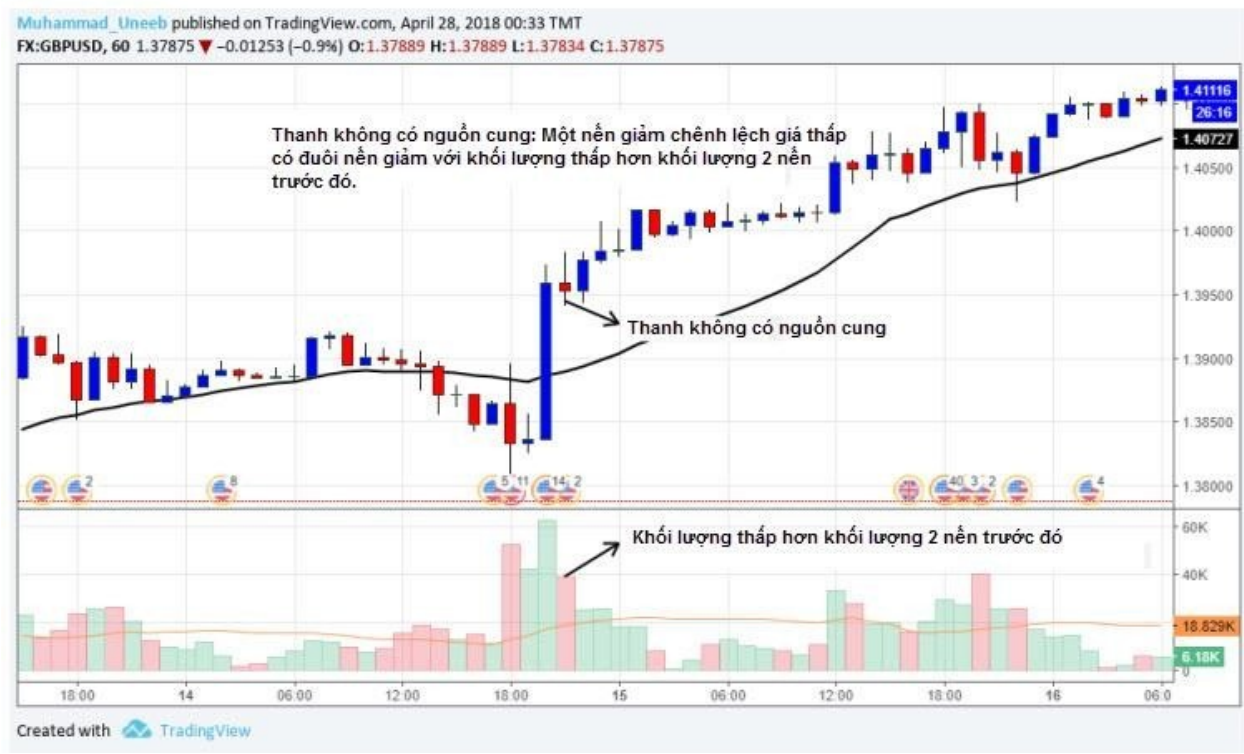 Muhammad_Uneeb published on TradingView.com, April 28, 2018 00:33 TMT
FX:GBPUSD, 60 1.37875 ▼ −0.01253 (−0.9%) O:1.37889 H:1.37889 L:1.37834 C:1.37875
1.41116
26:16
1.40727
Thanh không có nguồn cung: Một nến giảm chênh lệch giá thấp
có đuôi nến giảm với khối lượng thấp hơn khối lượng 2 nến
trước đó.
1.40500
1.40000
1.39500
Thanh không có nguồn cung
1.39000
1.38500
2 8 5 11 14 2 40 3 2 4
1.38000
60K
Khối lượng thấp hơn khối lượng 2 nến trước đó
40K
18.829K
6.18K
0
18:00 14 06:00 12:00 18:00 15 06:00 12:00 18:00 16 06:0
Created with TradingView